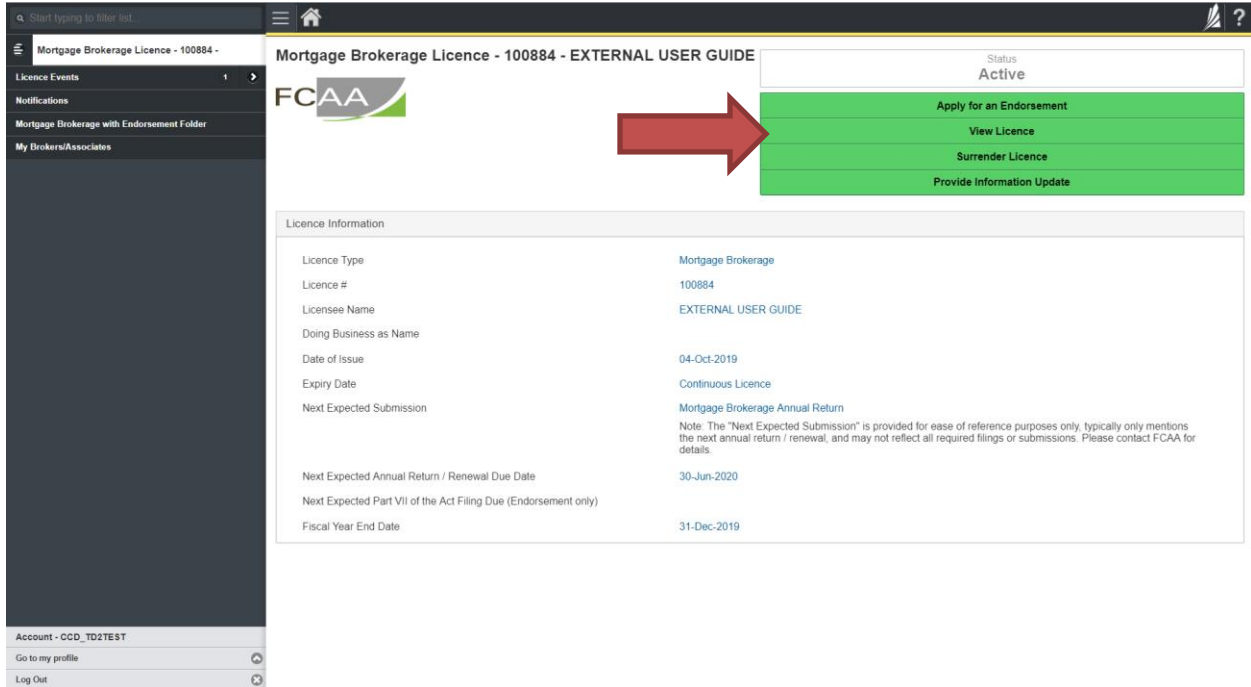 Start typing to filter list...
Mortgage Brokerage Licence - 100884 -
Licence Events 1
Notifications
Mortgage Brokerage with Endorsement Folder
My Brokers/Associates
Account - CCD_TD2TEST
Go to my profile
Log Out
?
Mortgage Brokerage Licence - 100884 - EXTERNAL USER GUIDE
FCAA
Status
Active
Apply for an Endorsement
View Licence
Surrender Licence
Provide Information Update
Licence Information
Licence Type Mortgage Brokerage
Licence # 100884
Licensee Name EXTERNAL USER GUIDE
Doing Business as Name
Date of Issue 04-Oct-2019
Expiry Date Continuous Licence
Next Expected Submission Mortgage Brokerage Annual Return
Note: The "Next Expected Submission" is provided for ease of reference purposes only, typically only mentions
the next annual return / renewal, and may not reflect all required filings or submissions. Please contact FCAA for
details.
Next Expected Annual Return / Renewal Due Date 30-Jun-2020
Next Expected Part VII of the Act Filing Due (Endorsement only)
Fiscal Year End Date 31-Dec-2019